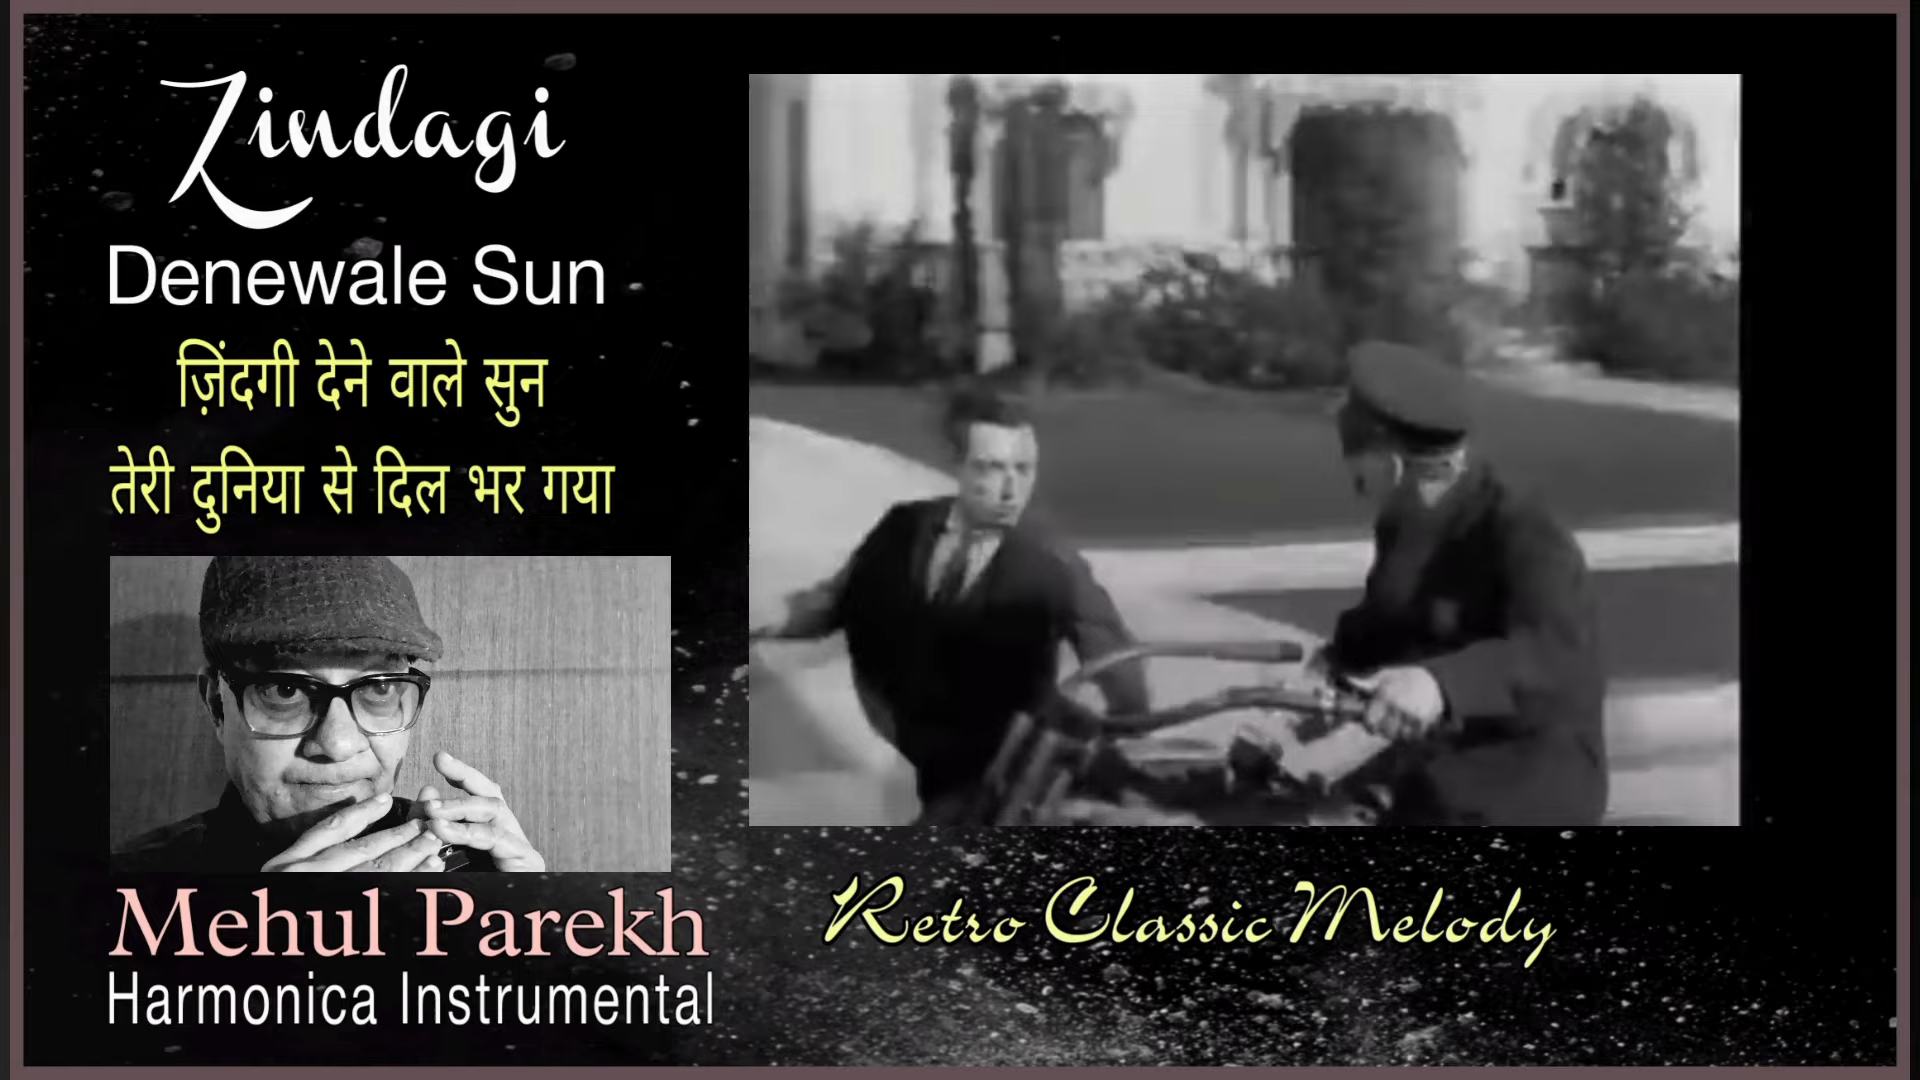 Zindagi
Denewale Sun
ज़िंदगी देने वाले सुन
तेरी दुनिया से दिल भर गया
Mehul Parekh
Harmonica Instrumental
Retro Classic Melody